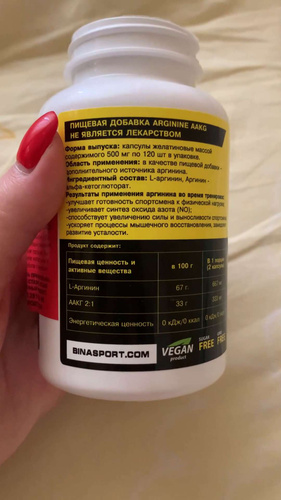 ПИЩЕВАЯ ДОБАВКА ARGININE AAKG
НЕ ЯВЛЯЕТСЯ ЛЕКАРСТВОМ
Форма выпуска: капсулы желатиновые массой
содержимого 500 мг по 120 шт в упаковке.
Область применения: в качестве пищевой добавки –
дополнительного источника аргинина.
Ингредиентный состав: L-аргинин, Аргинин -
альфа-кетоглюторат.
Результаты применения аргинина во время
-улучшает готовность спортсмена к физической
-увеличивает синтез оксида азота (NO);
-способствует увеличению силы и выносливости
-ускоряет процессы мышечного восстановления,
развитие усталости.
Продукт содержит:
Пищевая ценность и
активные вещества
в 100 г
L-Аргинин
67 г.
ААКГ 2:1
33 г
Энергетическая ценность
0 кДж/0 ккал
0 кДж
BINASPORT.COM
VEGAN
product
SUGAR
FREE